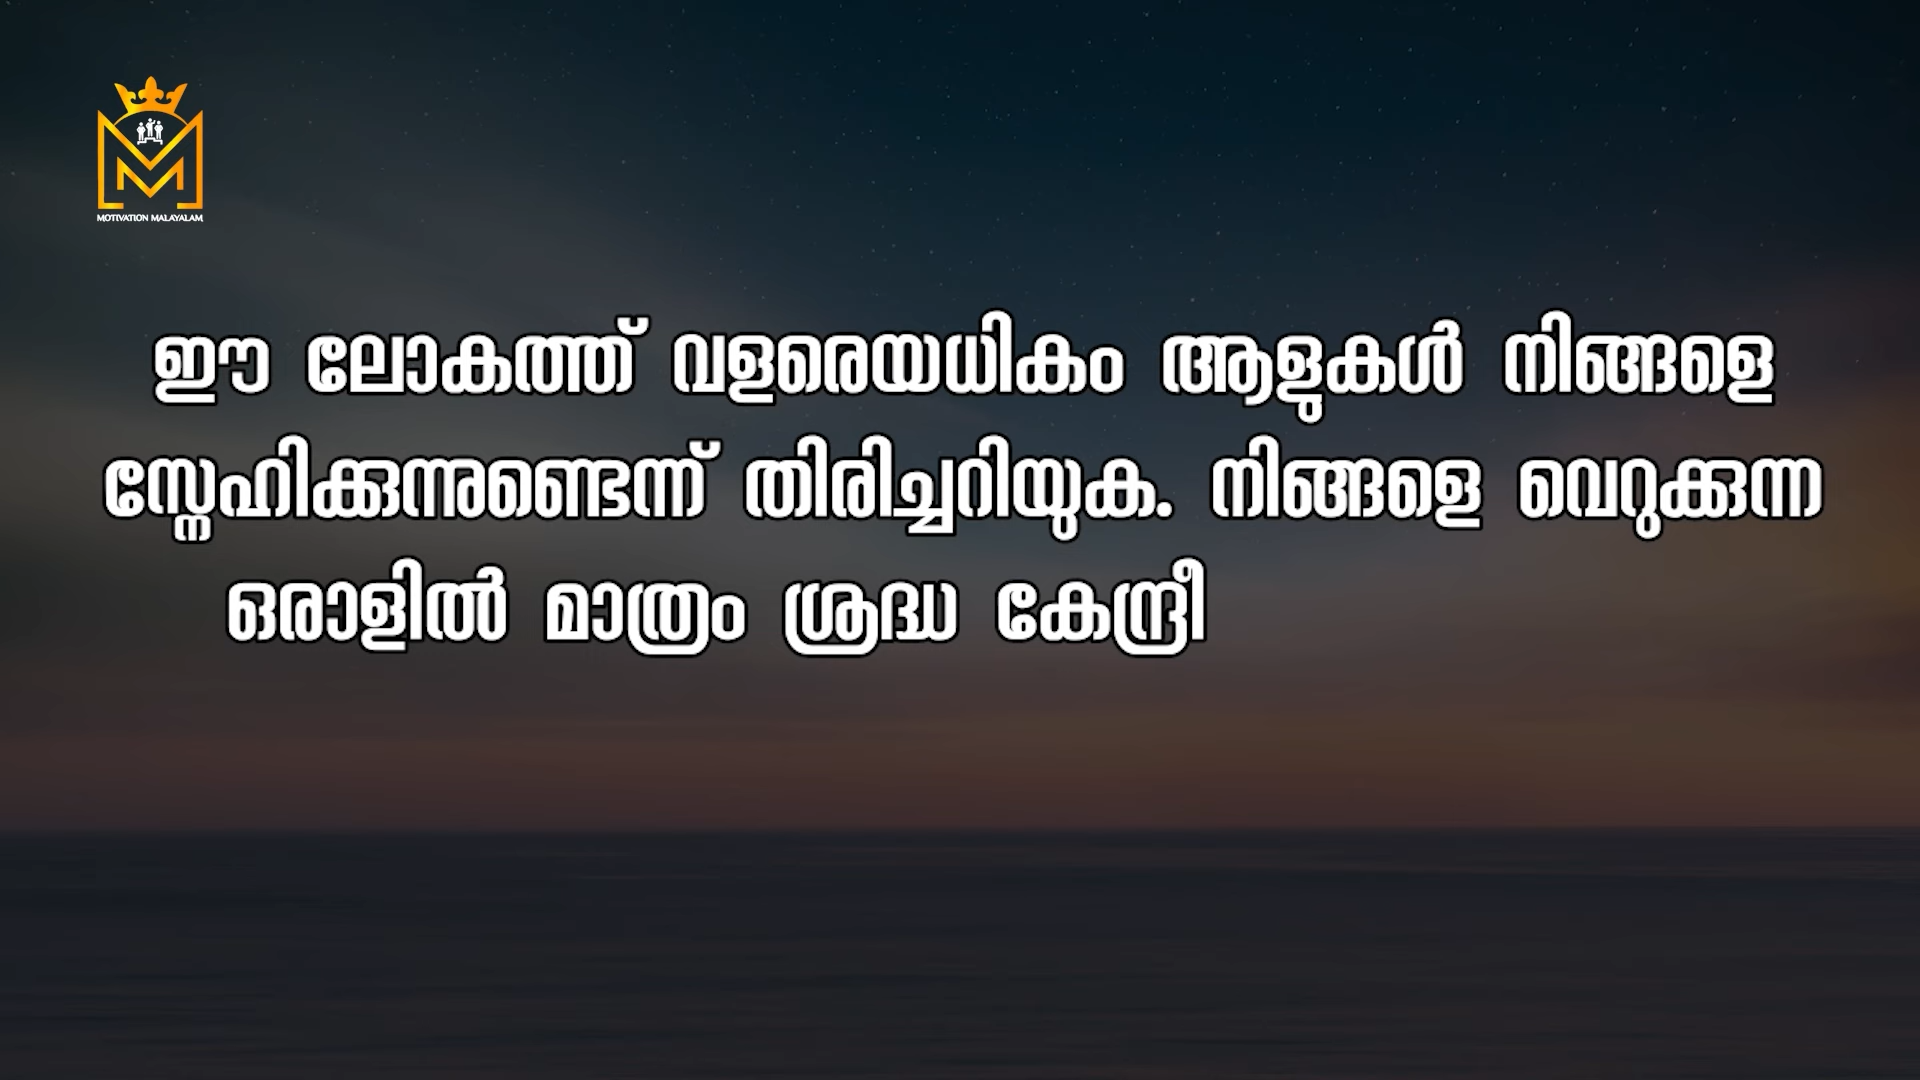 MOTIVATION MALAYALAM
ഈ ലോകത്ത് വളരെയധികം ആളുകൾ നിങ്ങളെ
സ്നേഹിക്കുന്നുണ്ടെന്ന് തിരിച്ചറിയുക. നിങ്ങളെ വെറുക്കുന്ന
ഒരാളിൽ മാത്രം ശ്രദ്ധ കേന്ദ്രീ